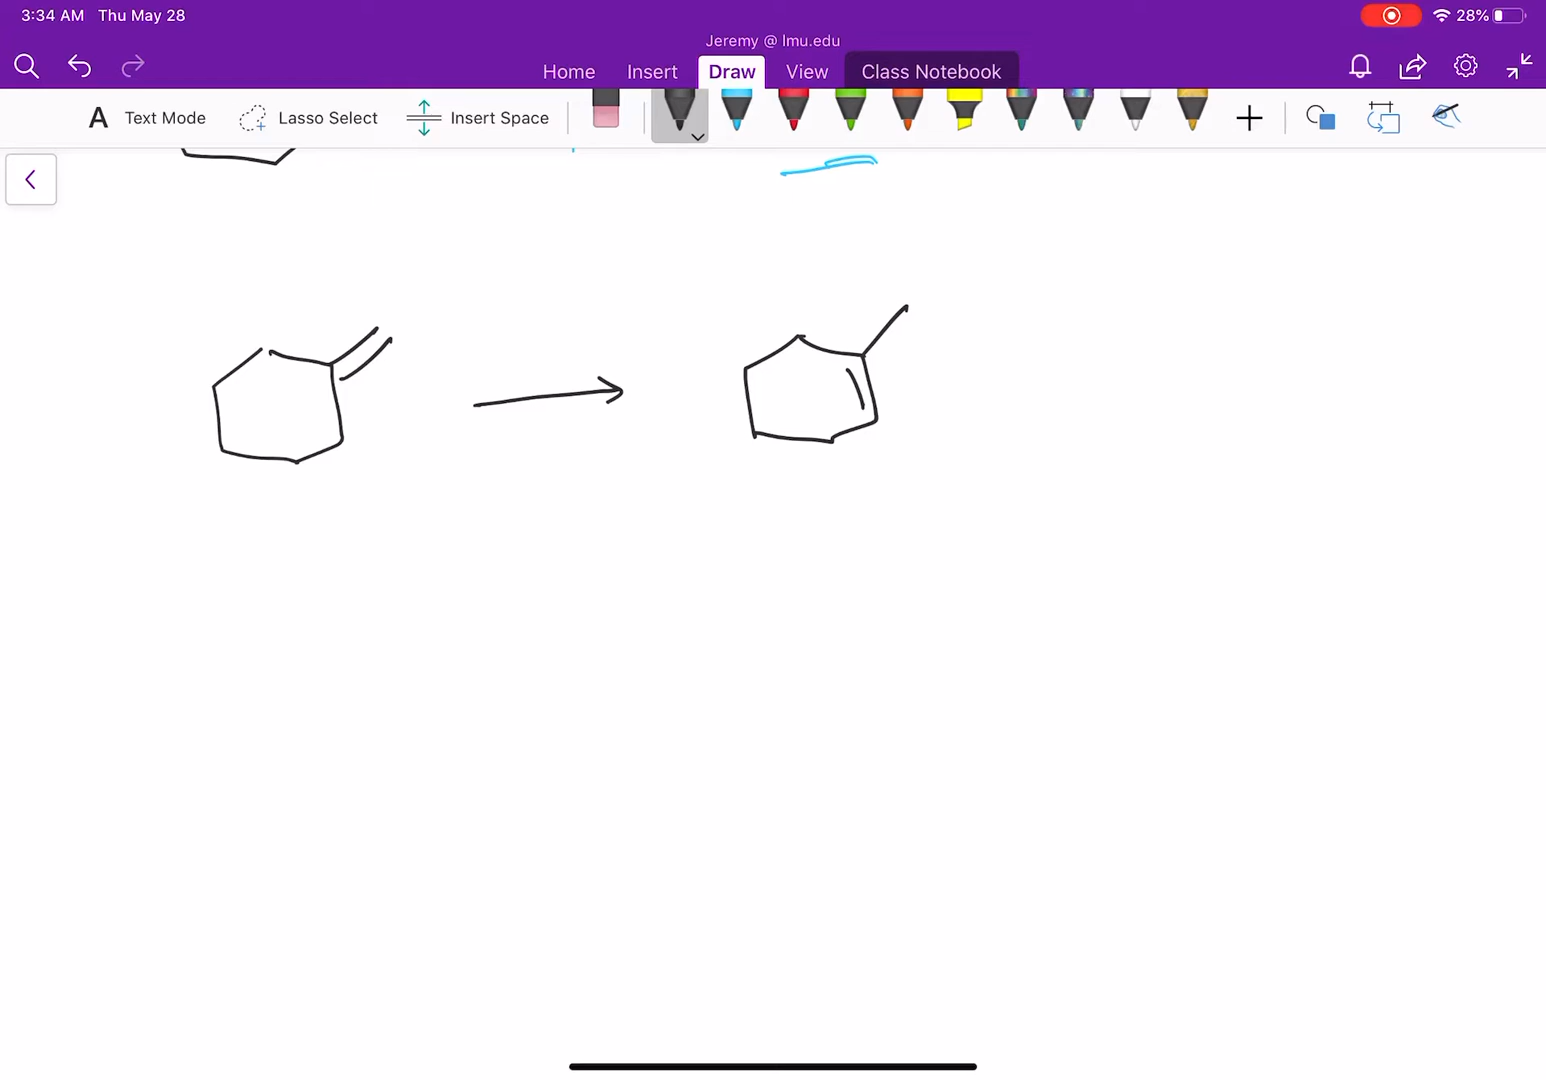 3:34 AM Thu May 28
28%
Jeremy @ lmu.edu
Home Insert Draw View Class Notebook
A Text Mode Lasso Select Insert Space